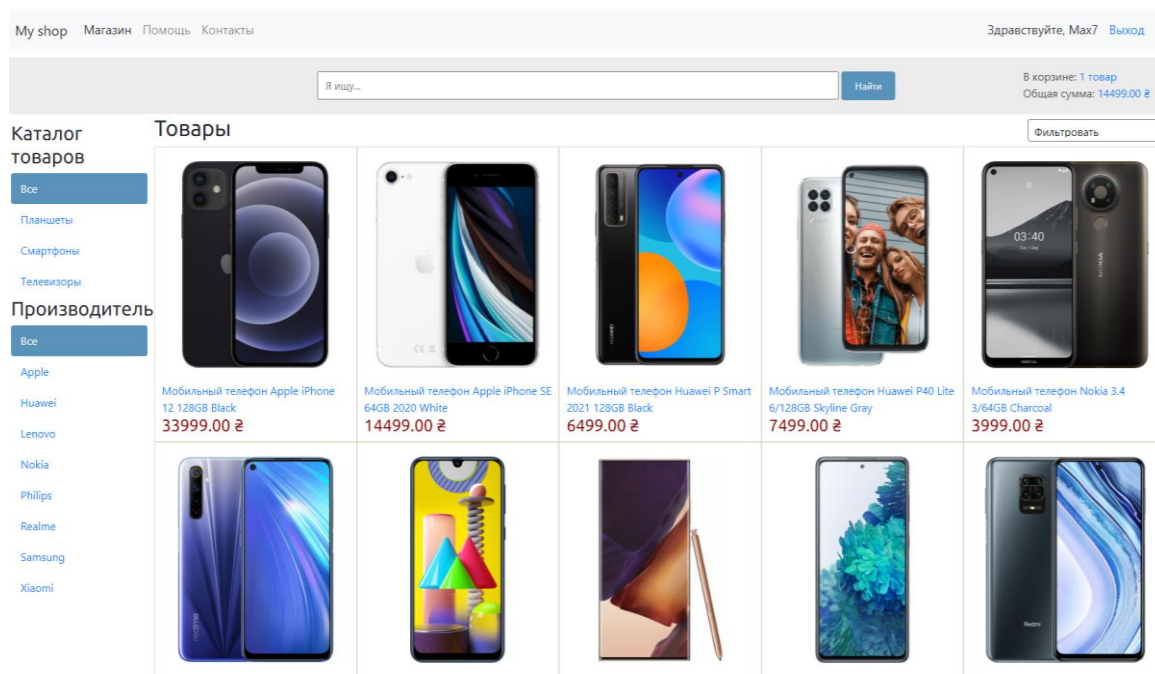 My shop Магазин Помощь Контакты
Здравствуйте, Max7 Выход
Я ищу...
Найти
В корзине: 1 товар
Общая сумма: 14499.00 ₴
Каталог
товаров
Все
Планшеты
Смартфоны
Телевизоры
Производитель
Все
Apple
Huawei
Lenovo
Nokia
Philips
Realme
Samsung
Xiaomi
Товары
Фильтровать
03:40
NOKIA
HUAWEI
Мобильный телефон Apple iPhone
12 128GB Black
33999.00 ₴
Мобильный телефон Apple iPhone SE
64GB 2020 White
14499.00 ₴
Мобильный телефон Huawei P Smart
2021 128GB Black
6499.00 ₴
Мобильный телефон Huawei P40 Lite
6/128GB Skyline Gray
7499.00 ₴
Мобильный телефон Nokia 3.4
3/64GB Charcoal
3999.00 ₴
realme
Redmi